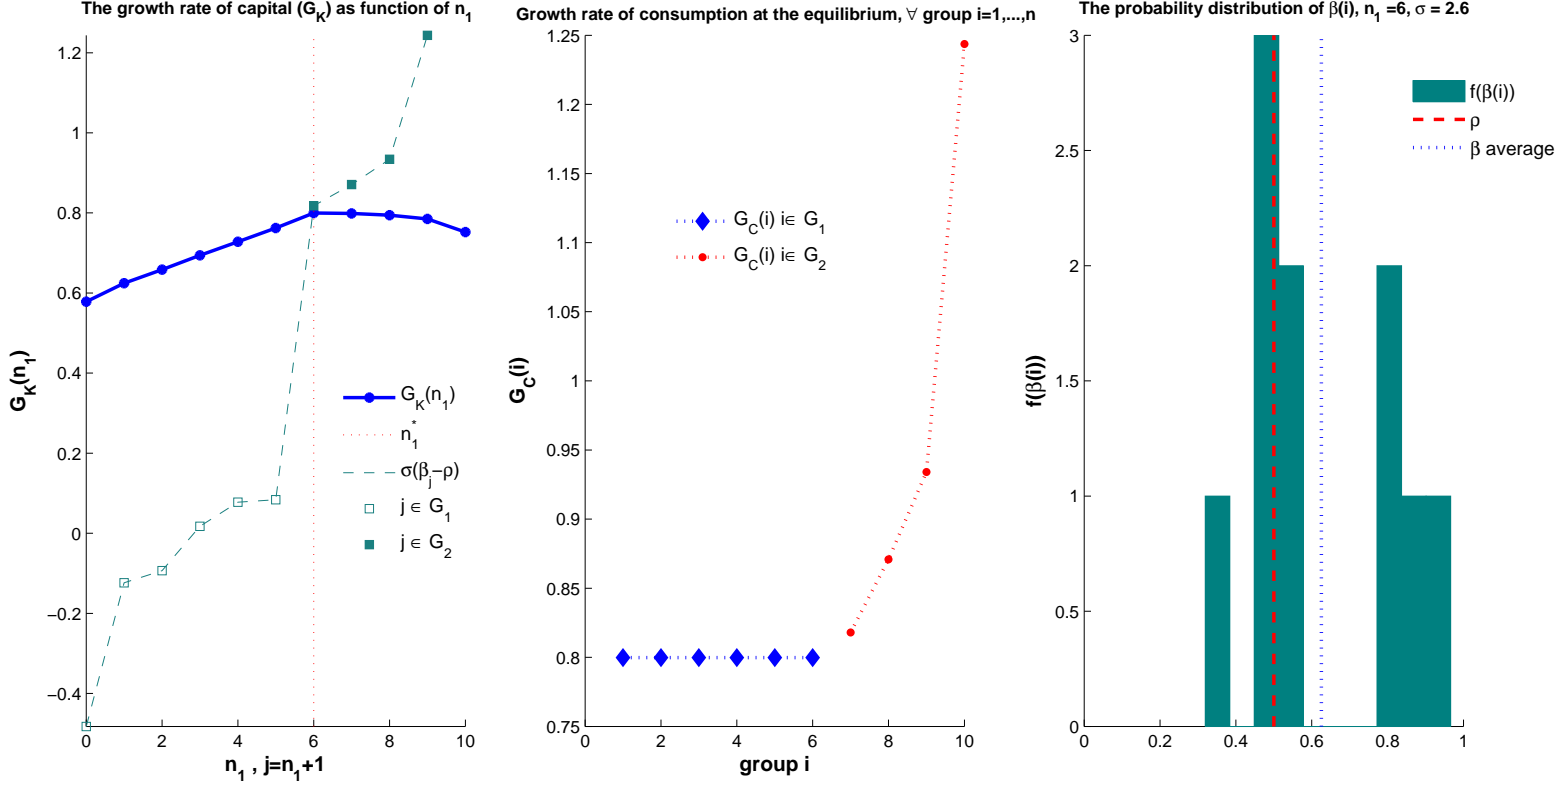 The growth rate of capital (G_K) as function of n_1
1.2
1
0.8
0.6
0.4
0.2
0
−0.2
−0.4
G_K(n_1)
G_K(n_1)
n_1^*
σ(β_j−ρ)
j ∈ G_1
j ∈ G_2
0
2
4
6
8
10
n_1 , j=n_1+1
Growth rate of consumption at the equilibrium, ∀ group i=1,...,n
1.25
1.2
1.15
1.1
1.05
1
0.95
0.9
0.85
0.8
0.75
G_C(i)
G_C(i) i∈ G_1
G_C(i) i∈ G_2
0
2
4
6
8
10
group i
The probability distribution of β(i), n_1 =6, σ = 2.6
3
2.5
2
1.5
1
0.5
0
f(β(i))
f(β(i))
ρ
β average
0
0.2
0.4
0.6
0.8
1